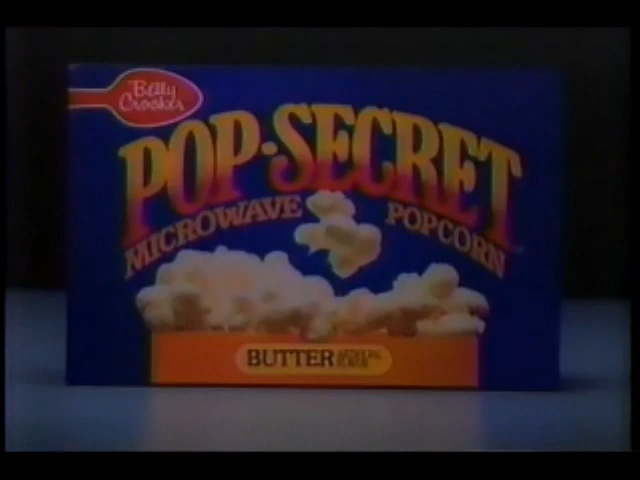 Betty
Crocker
POP·SECRET
MICROWAVE POPCORN
BUTTER